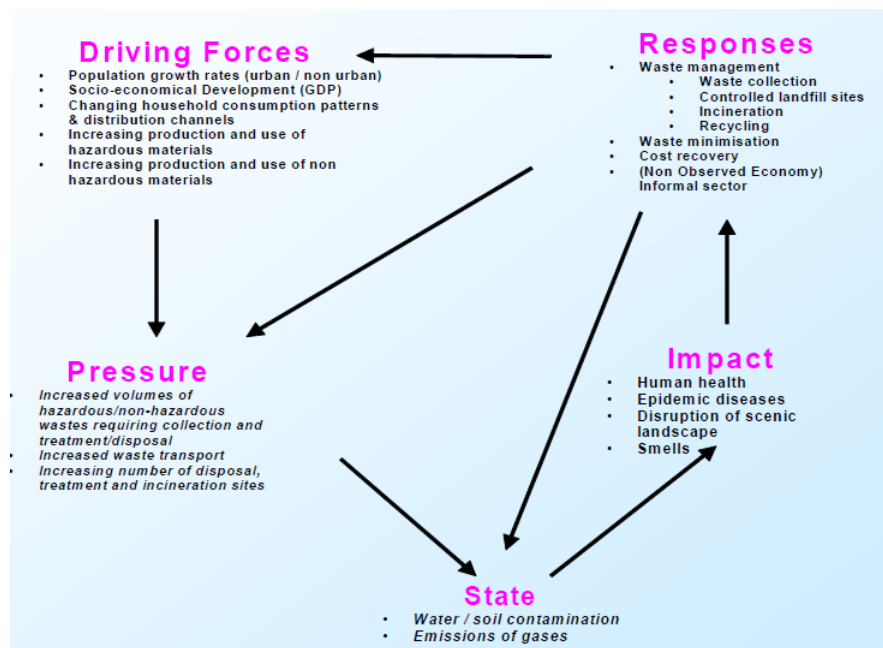 Driving Forces
• Population growth rates (urban / non urban)
• Socio-economical Development (GDP)
• Changing household consumption patterns
& distribution channels
• Increasing production and use of
hazardous materials
• Increasing production and use of non
hazardous materials
Responses
• Waste management
• Waste collection
• Controlled landfill sites
• Incineration
• Recycling
• Waste minimisation
• Cost recovery
• (Non Observed Economy)
Informal sector
Pressure
• Increased volumes of
hazardous/non-hazardous
wastes requiring collection and
treatment/disposal
• Increased waste transport
• Increasing number of disposal,
treatment and incineration sites
Impact
• Human health
• Epidemic diseases
• Disruption of scenic
landscape
• Smells
State
• Water / soil contamination
• Emissions of gases